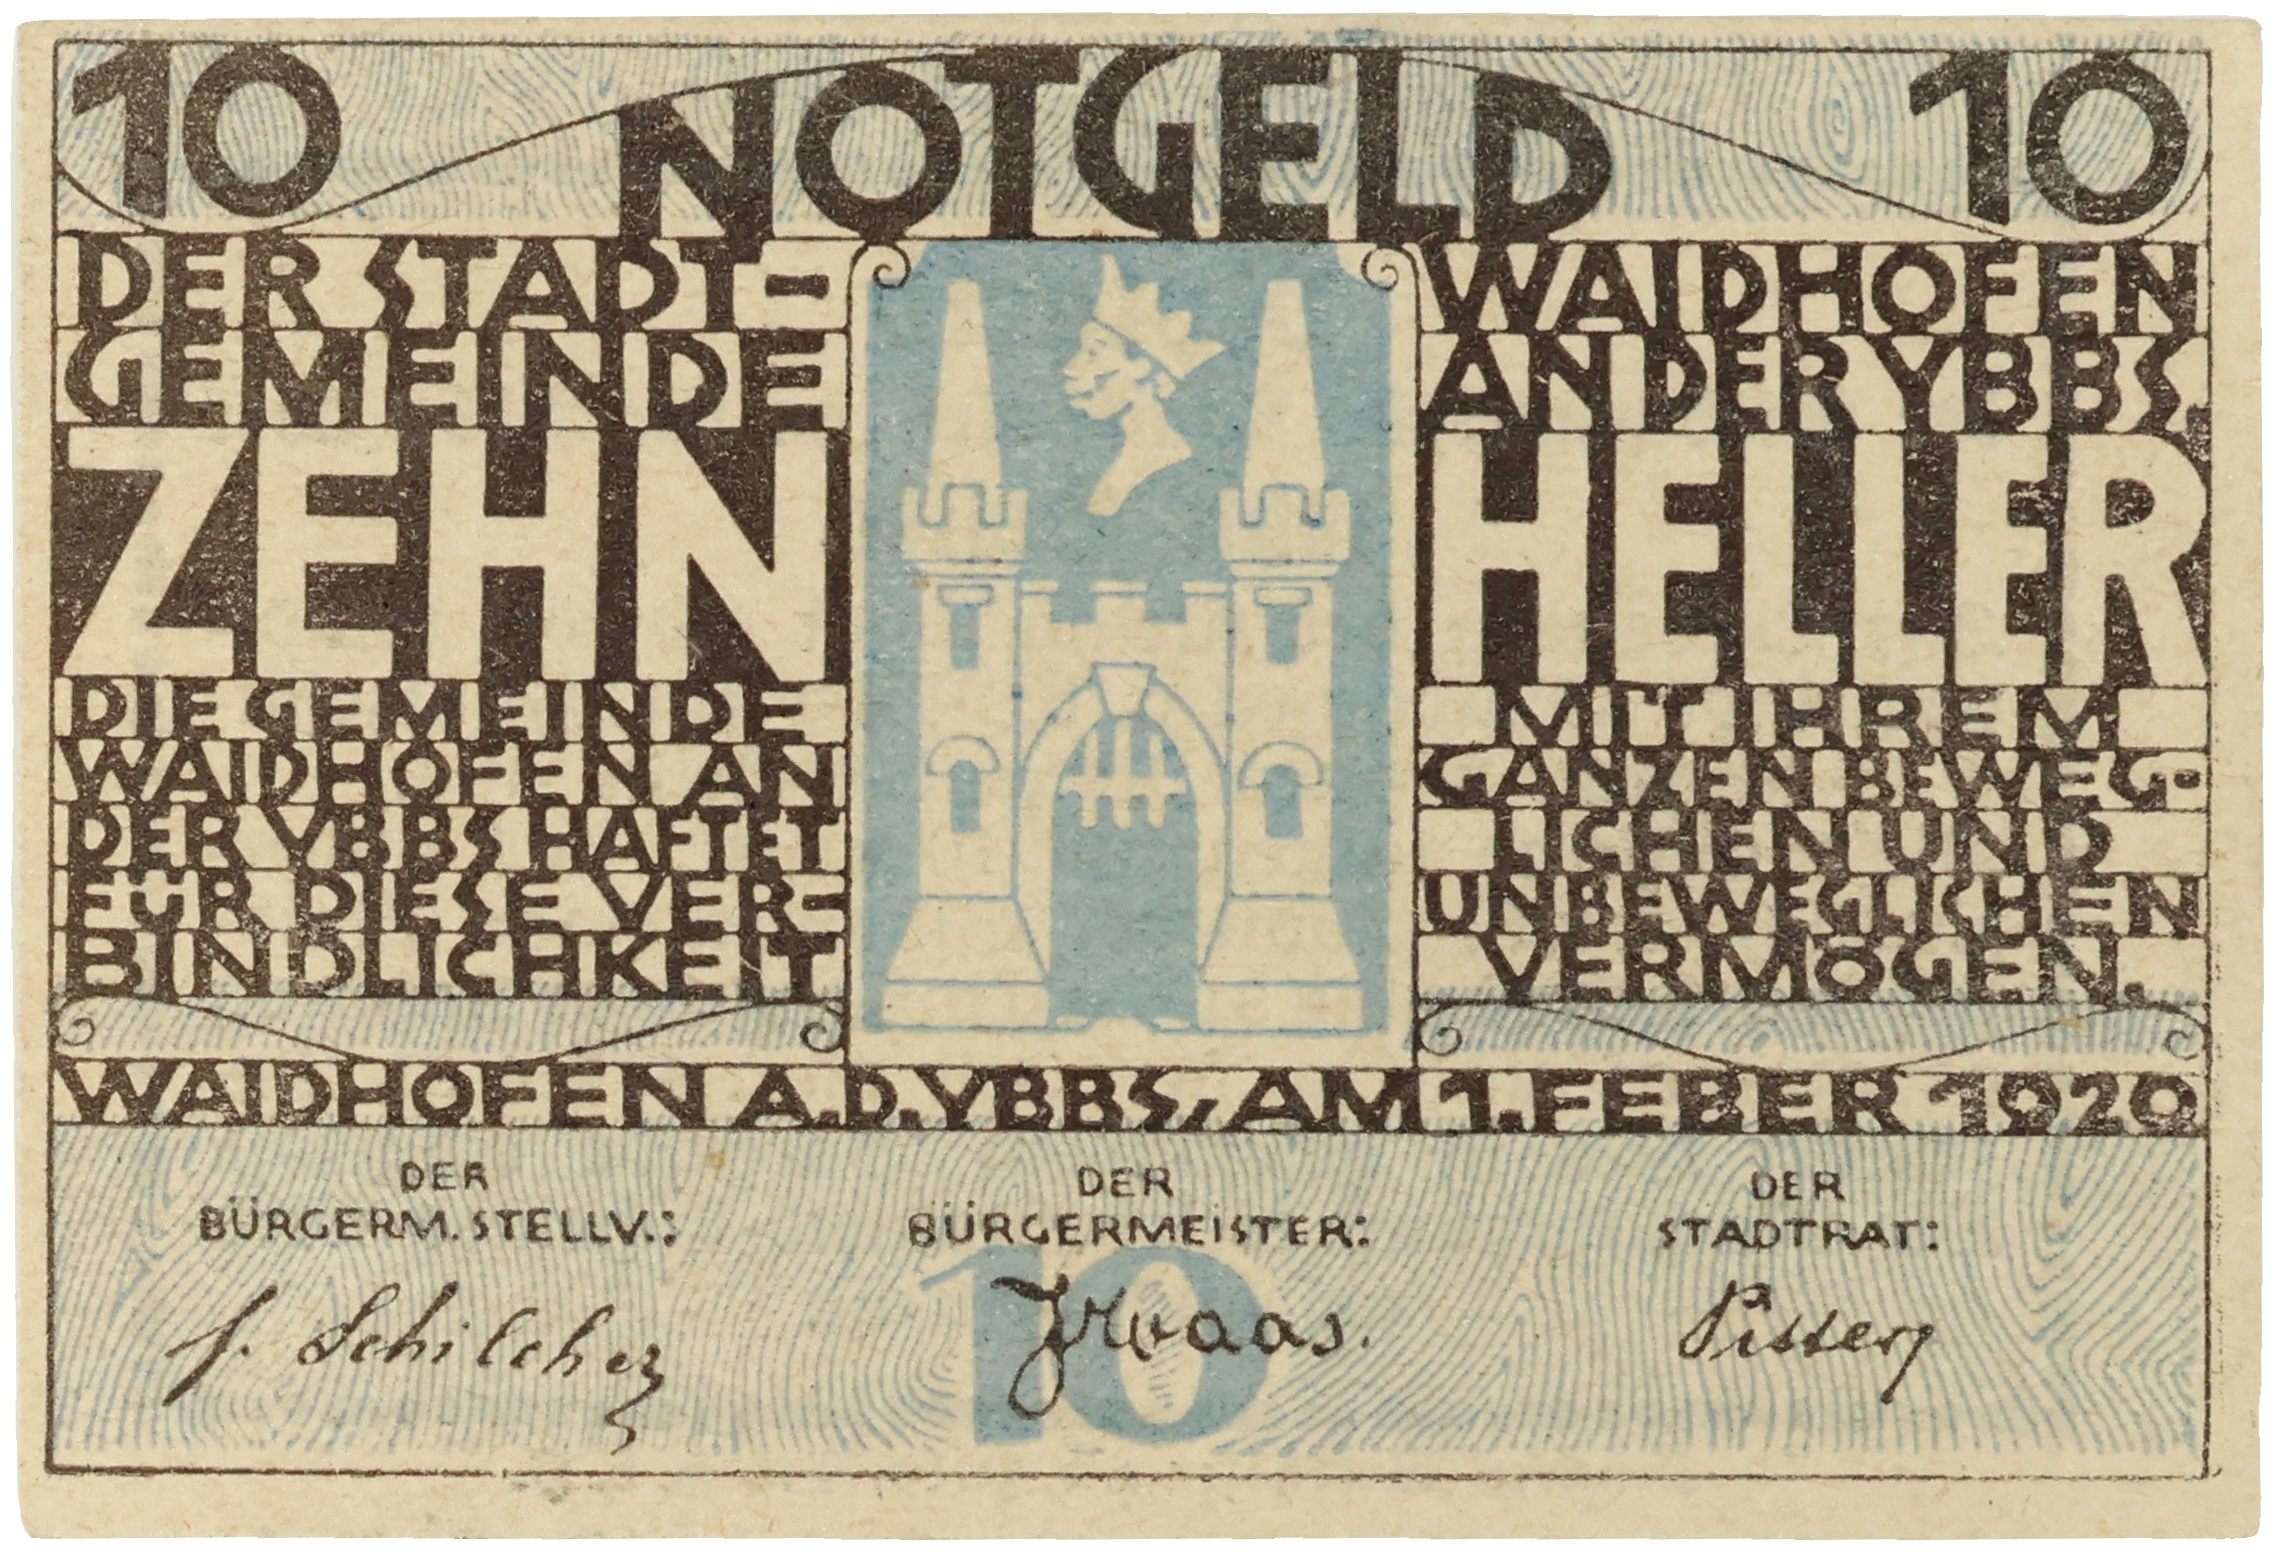 10 NOTGELD 10
DER STADT-
GEMEINDE
ZEHN
DIE GEMEINDE
WAIDHOFEN AN
DER YBBS HAFTET
FÜR DIESE VER=
BINDLICHKEIT
WAIDHOFEN
AN DER YBBS
HELLER
MIT IHREM
GANZEN BEWEG-
LICHEN UND
UNBEWEGLICHEN
VERMÖGEN.
WAIDHOFEN A.D.YBBS, AM 1. FEBER 1920
DER
BÜRGERM. STELLV.:
Schilcher
DER
BÜRGERMEISTER:
10
DER
STADTRAT: